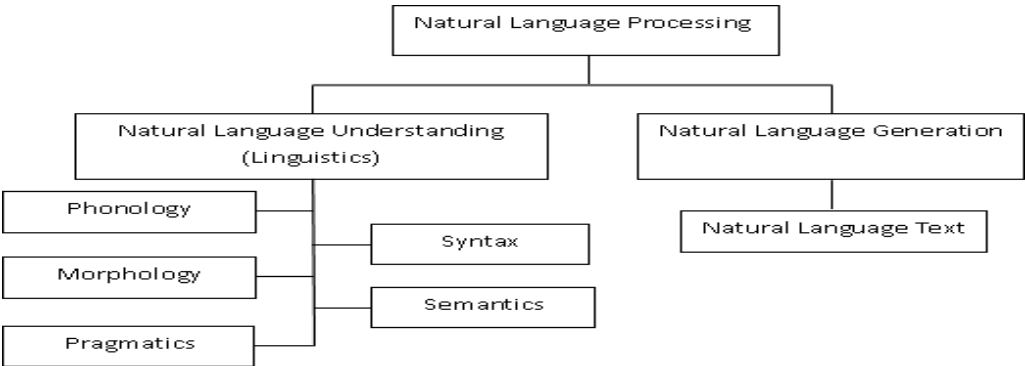 Natural Language Processing
Natural Language Understanding
(Linguistics)
Natural Language Generation
Phonology
Natural Language Text
Syntax
Morphology
Semantics
Pragmatics